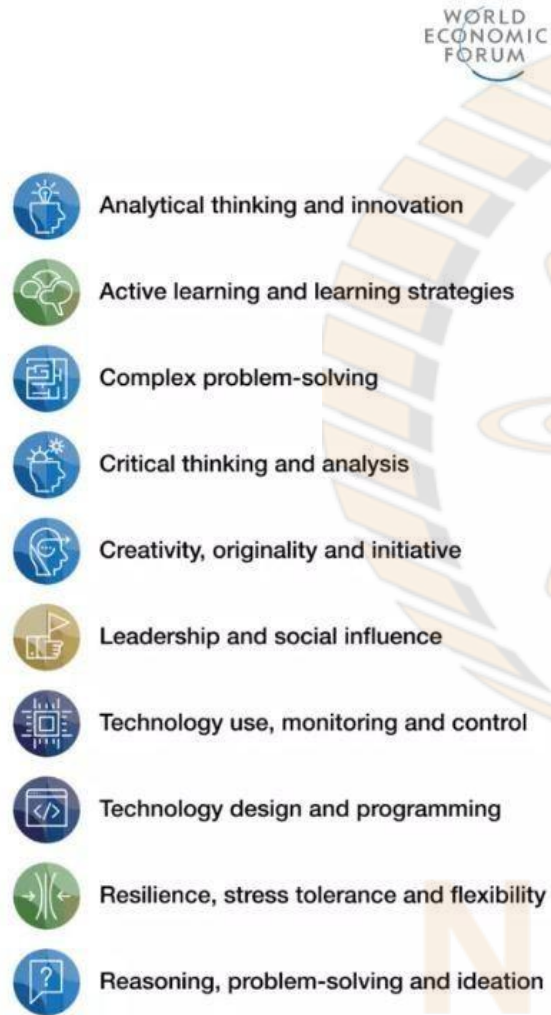 WORLD
ECONOMIC
FORUM
Analytical thinking and innovation
Active learning and learning strategies
Complex problem-solving
Critical thinking and analysis
Creativity, originality and initiative
Leadership and social influence
Technology use, monitoring and control
</>
Technology design and programming
Resilience, stress tolerance and flexibility
?
Reasoning, problem-solving and ideation
N